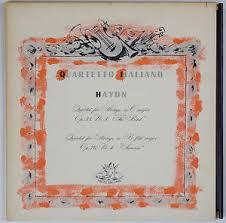 QUARTETTO ITALIANO
HAYDN
Quartet for Strings in C major
Op. 33, No. 3 "The Bird"
Quartet for Strings in B flat major
Op. 76, No. 4 "Sunrise"